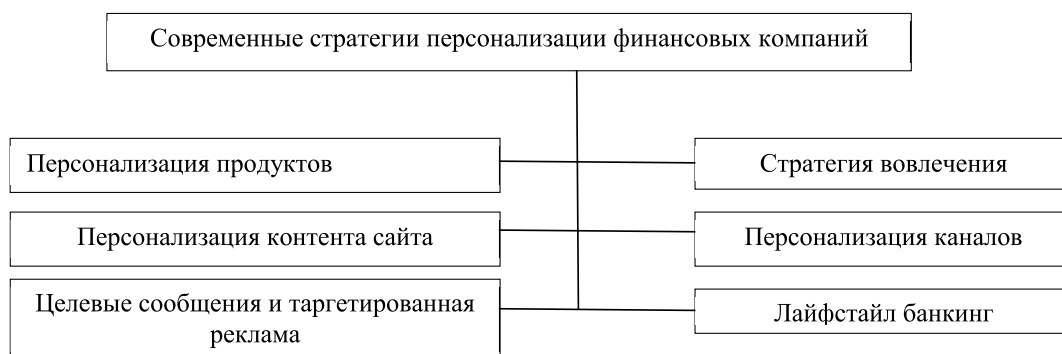 Современные стратегии персонализации финансовых компаний
Персонализация продуктов
Стратегия вовлечения
Персонализация контента сайта
Персонализация каналов
Целевые сообщения и таргетированная
реклама
Лайфстайл банкинг